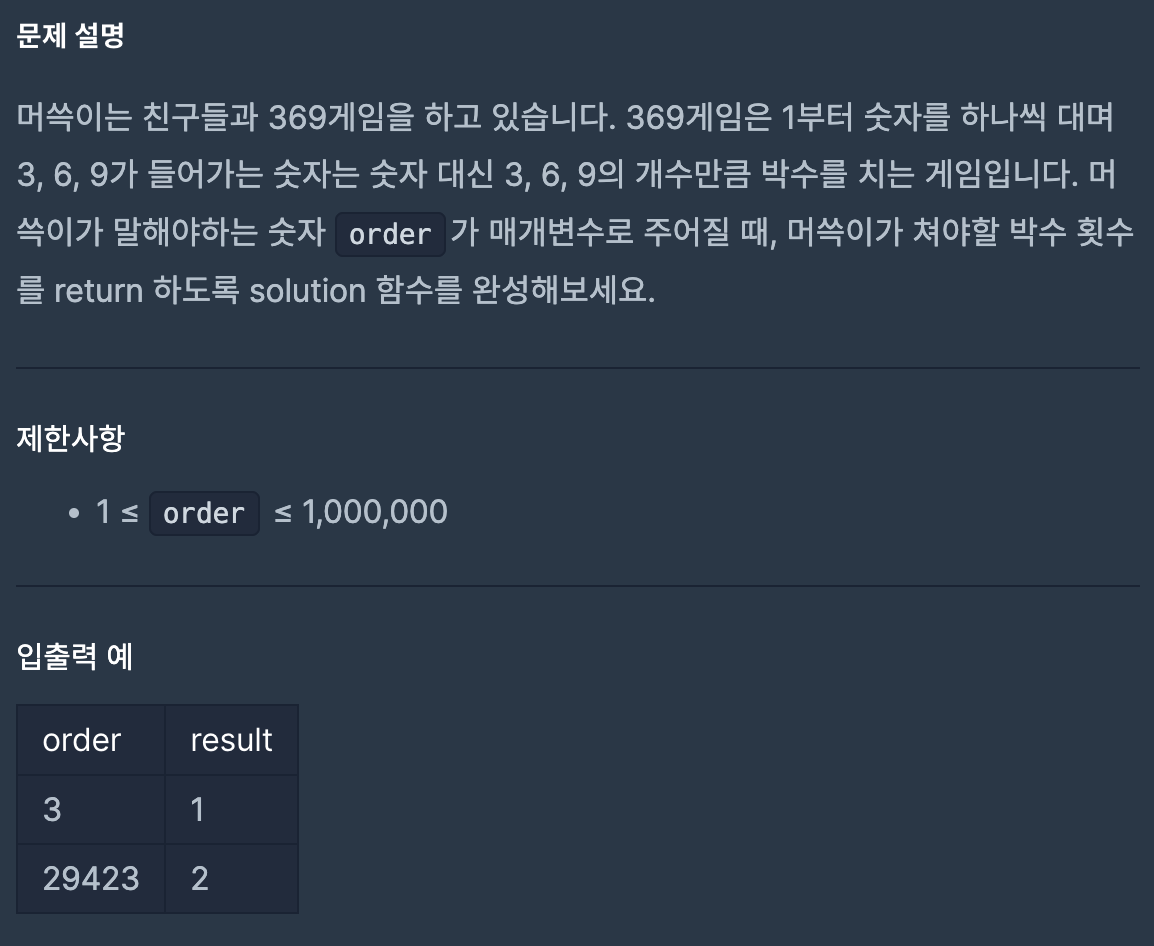 문제 설명
머쓱이는 친구들과 369게임을 하고 있습니다. 369게임은 1부터 숫자를 하나씩 대며
3, 6, 9가 들어가는 숫자는 숫자 대신 3, 6, 9의 개수만큼 박수를 치는 게임입니다. 머
쓱이가 말해야하는 숫자 order 가 매개변수로 주어질 때, 머쓱이가 쳐야할 박수 횟수
를 return 하도록 solution 함수를 완성해보세요.
제한사항
• 1 ≤ order ≤ 1,000,000
입출력 예
order result
3 1
29423 2